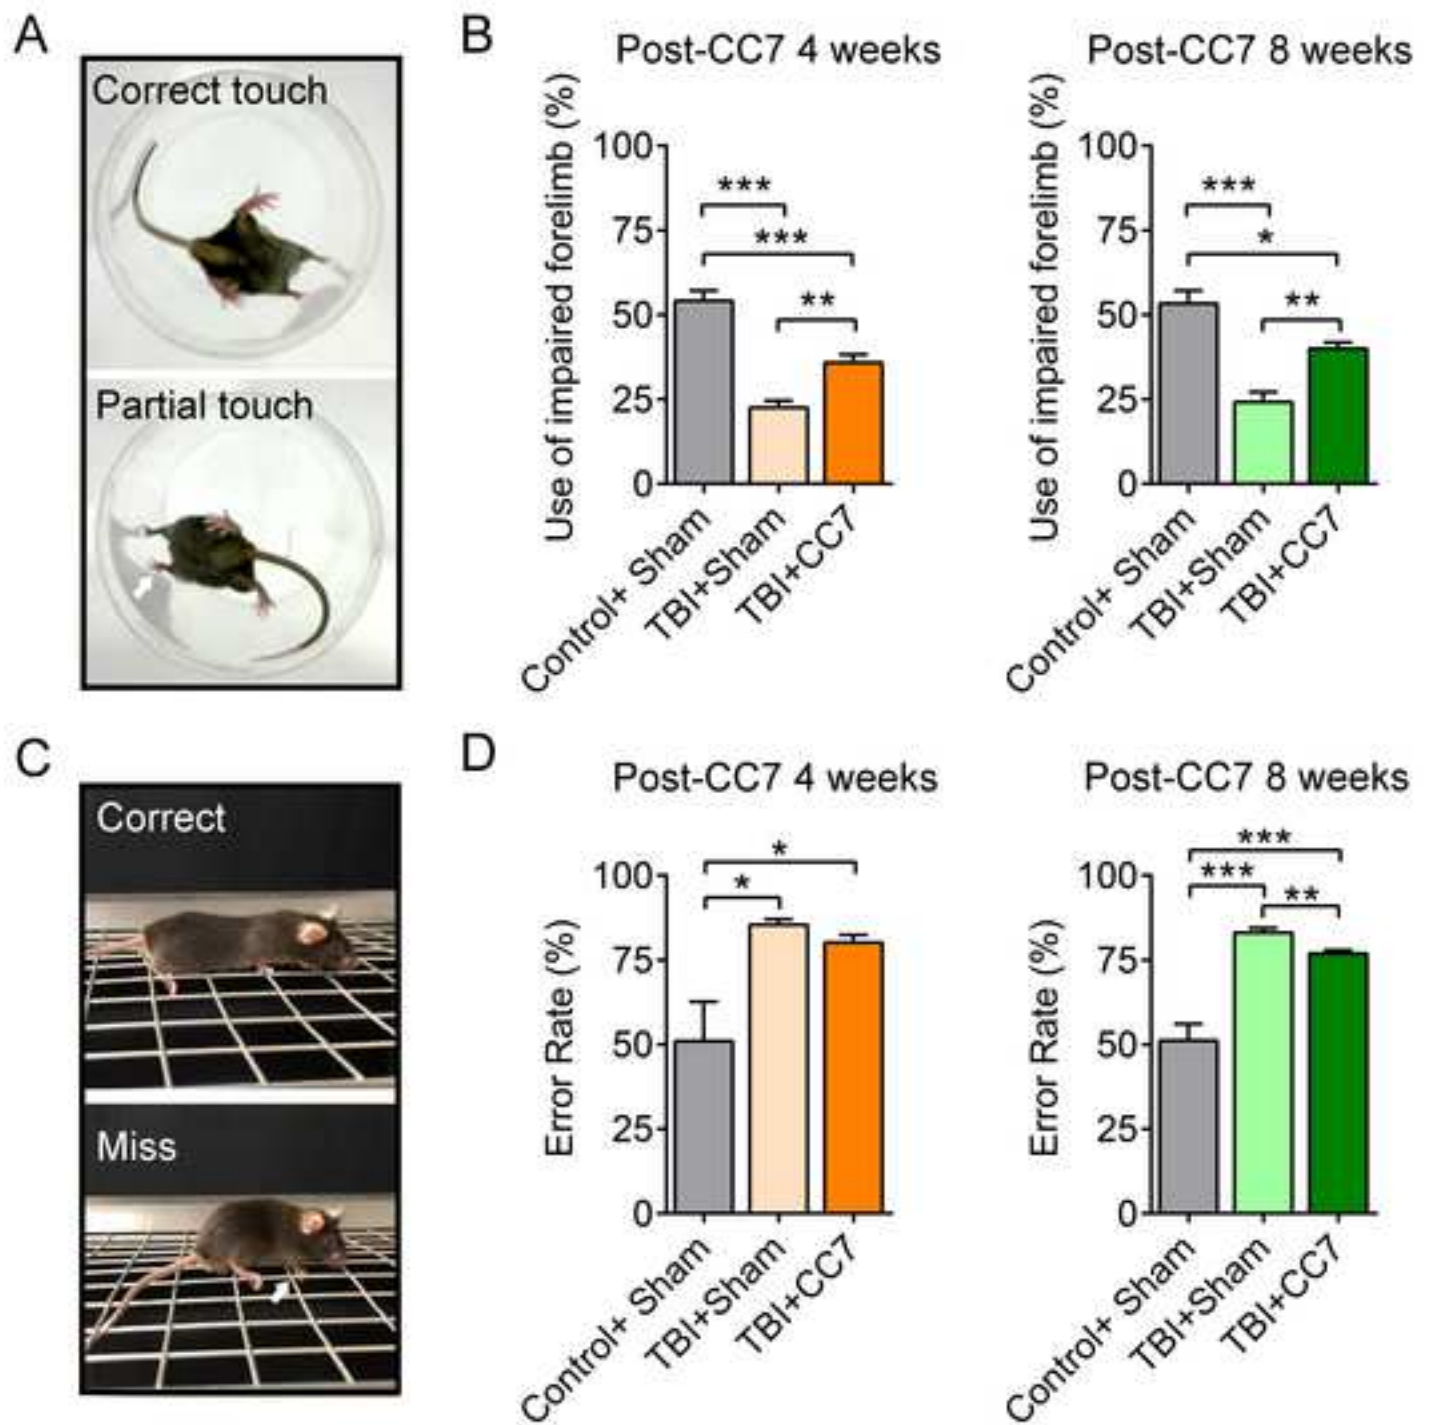 A
Correct touch
Partial touch
B
Post-CC7 4 weeks
Use of impaired forelimb (%)
100
75
50
25
0
***
***
**
Control+ Sham
TBI+Sham
TBI+CC7
Post-CC7 8 weeks
Use of impaired forelimb (%)
100
75
50
25
0
***
*
**
Control+ Sham
TBI+Sham
TBI+CC7
C
Correct
Miss
D
Post-CC7 4 weeks
Error Rate (%)
100
75
50
25
0
*
*
Control+ Sham
TBI+Sham
TBI+CC7
Post-CC7 8 weeks
Error Rate (%)
100
75
50
25
0
***
***
**
Control+ Sham
TBI+Sham
TBI+CC7